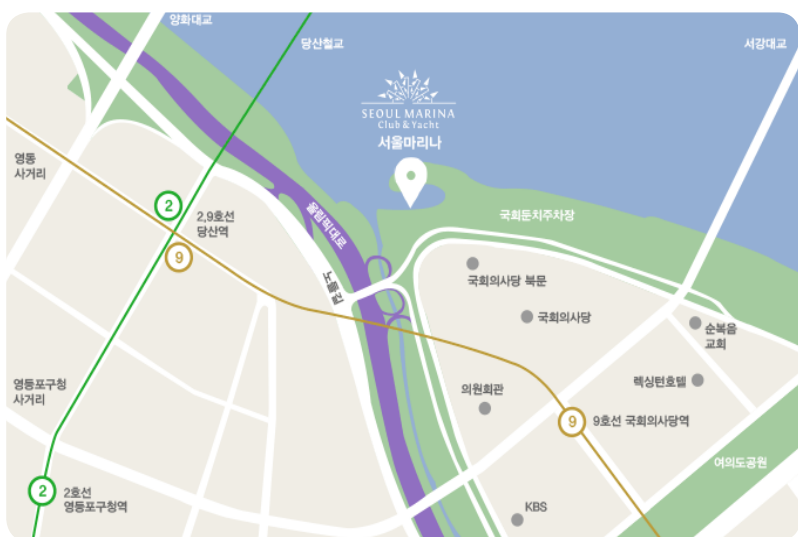 양화대교
당산철교
서강대교
SEOUL MARINA
Club & Yacht
서울마리나
영동
사거리
2
2,9호선
당산역
9
올림픽대로
국회둔치주차장
노들길
국회의사당 북문
국회의사당
순복음
교회
영등포구청
사거리
의원회관
렉싱턴호텔
9
9호선 국회의사당역
여의도공원
2
2호선
영등포구청역
KBS